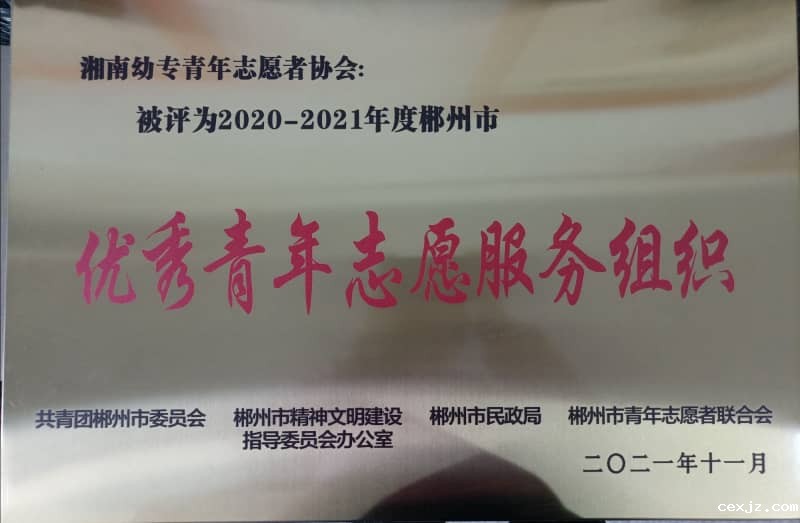 湘南幼专青年志愿者协会:
被评为2020-2021年度郴州市
优秀青年志愿服务组织
共青团郴州市委员会 郴州市精神文明建设 郴州市民政局 郴州市青年志愿者联合会
指导委员会办公室
二〇二一年十一月
cexjz.com